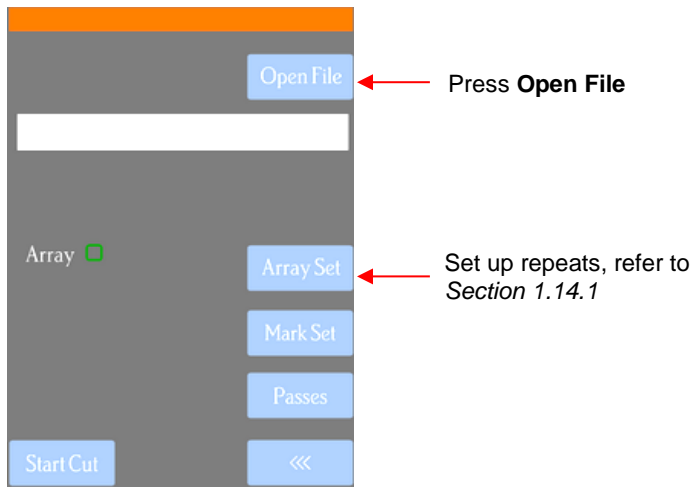 Open File
Press Open File
Array
Array Set
Set up repeats, refer to
Section 1.14.1
Mark Set
Passes
Start Cut
<<<